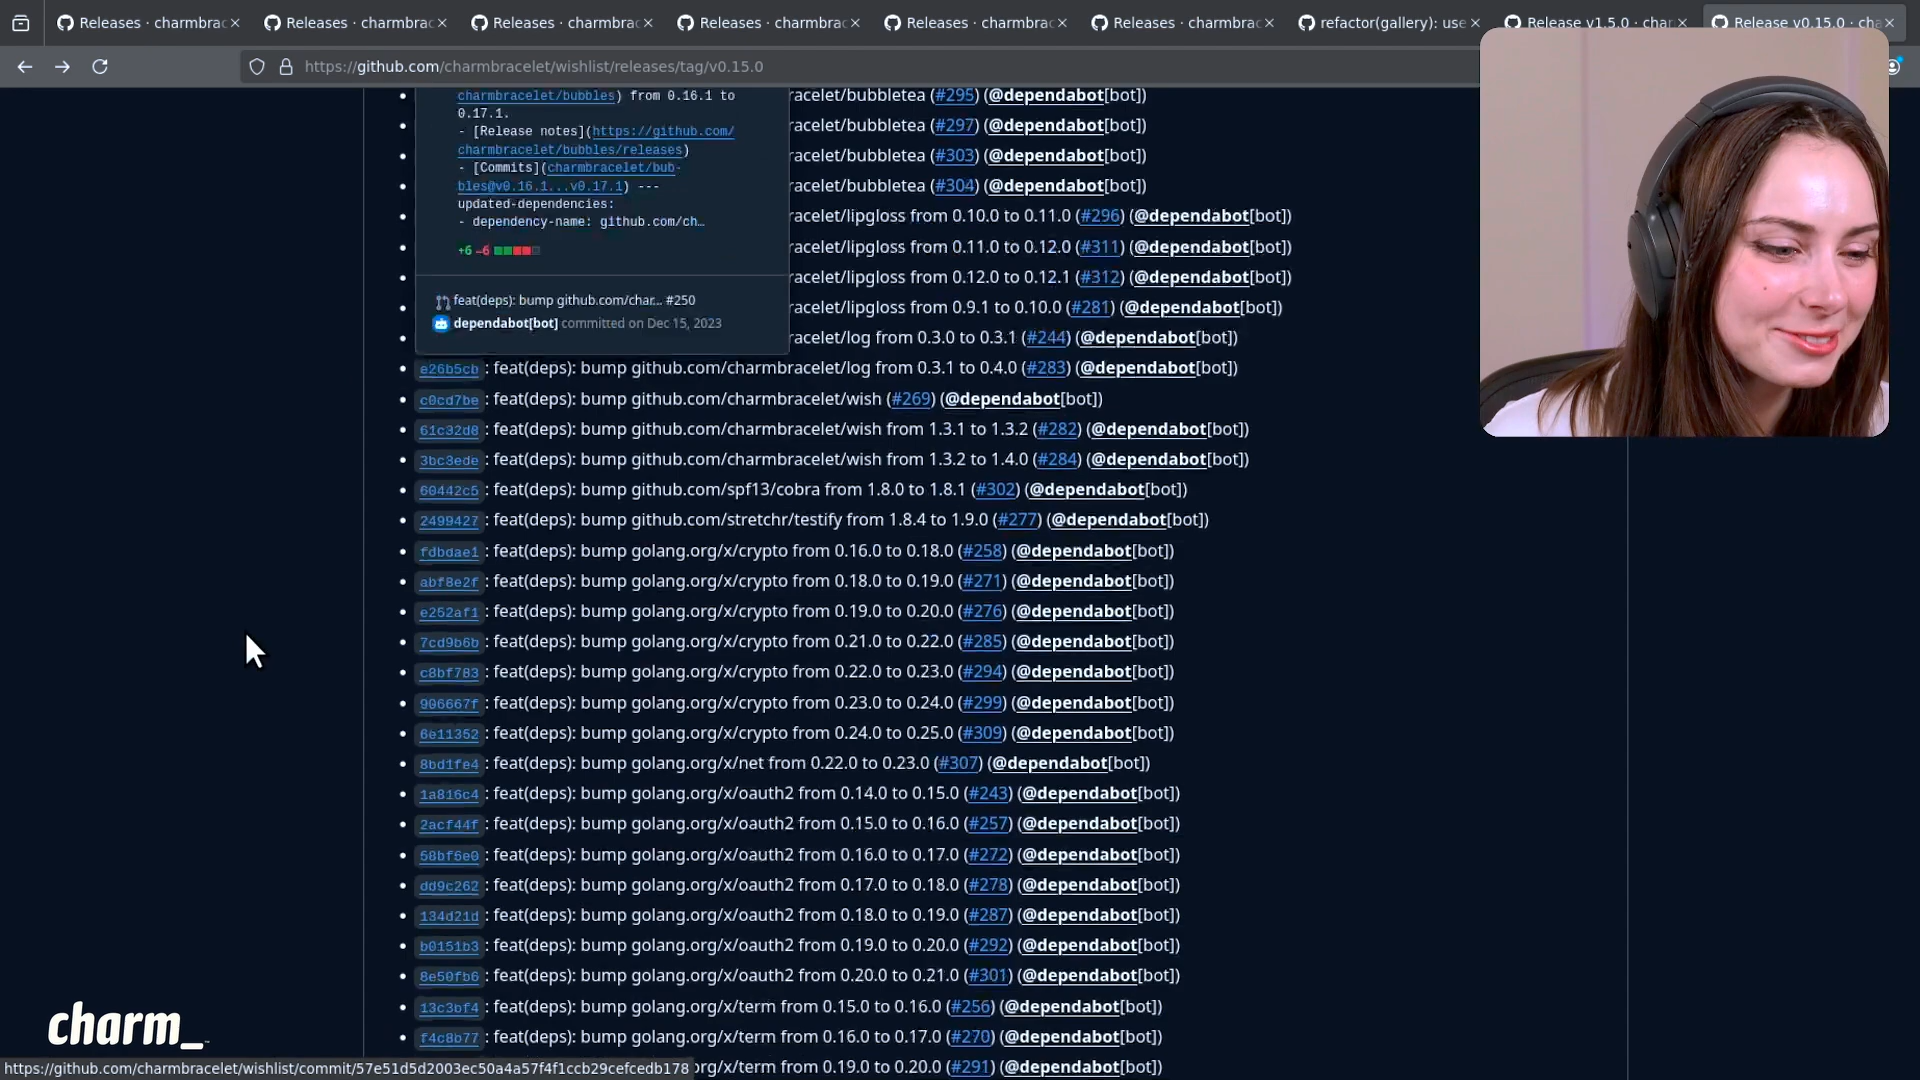 Releases · charmbrac
Releases · charmbrac
Releases · charmbrac
Releases · charmbrac
Releases · charmbrac
Releases · charmbrac
refactor(gallery): use
Release v1.5.0 · char
Release v0.15.0 · cha
https://github.com/charmbracelet/wishlist/releases/tag/v0.15.0
charmbracelet/bubbles) from 0.16.1 to
0.17.1.
- [Release notes](https://github.com/
charmbracelet/bubbles/releases)
- [Commits](charmbracelet/bub-
bles@v0.16.1...v0.17.1) ---
updated-dependencies:
- dependency-name: github.com/ch…
+6 −6
feat(deps): bump github.com/char... #250
dependabot[bot] committed on Dec 15, 2023
racelet/bubbletea (#295) (@dependabot[bot])
racelet/bubbletea (#297) (@dependabot[bot])
racelet/bubbletea (#303) (@dependabot[bot])
racelet/bubbletea (#304) (@dependabot[bot])
racelet/lipgloss from 0.10.0 to 0.11.0 (#296) (@dependabot[bot])
racelet/lipgloss from 0.11.0 to 0.12.0 (#311) (@dependabot[bot])
racelet/lipgloss from 0.12.0 to 0.12.1 (#312) (@dependabot[bot])
racelet/lipgloss from 0.9.1 to 0.10.0 (#281) (@dependabot[bot])
racelet/log from 0.3.0 to 0.3.1 (#244) (@dependabot[bot])
e26b5cb: feat(deps): bump github.com/charmbracelet/log from 0.3.1 to 0.4.0 (#283) (@dependabot[bot])
c0cd7be: feat(deps): bump github.com/charmbracelet/wish (#269) (@dependabot[bot])
61c32d8: feat(deps): bump github.com/charmbracelet/wish from 1.3.1 to 1.3.2 (#282) (@dependabot[bot])
3bc3ede: feat(deps): bump github.com/charmbracelet/wish from 1.3.2 to 1.4.0 (#284) (@dependabot[bot])
60442c5: feat(deps): bump github.com/spf13/cobra from 1.8.0 to 1.8.1 (#302) (@dependabot[bot])
2499427: feat(deps): bump github.com/stretchr/testify from 1.8.4 to 1.9.0 (#277) (@dependabot[bot])
fdbdae1: feat(deps): bump golang.org/x/crypto from 0.16.0 to 0.18.0 (#258) (@dependabot[bot])
abf8e2f: feat(deps): bump golang.org/x/crypto from 0.18.0 to 0.19.0 (#271) (@dependabot[bot])
e252af1: feat(deps): bump golang.org/x/crypto from 0.19.0 to 0.20.0 (#276) (@dependabot[bot])
7cd9b6b: feat(deps): bump golang.org/x/crypto from 0.21.0 to 0.22.0 (#285) (@dependabot[bot])
c8bf783: feat(deps): bump golang.org/x/crypto from 0.22.0 to 0.23.0 (#294) (@dependabot[bot])
906667f: feat(deps): bump golang.org/x/crypto from 0.23.0 to 0.24.0 (#299) (@dependabot[bot])
6e11352: feat(deps): bump golang.org/x/crypto from 0.24.0 to 0.25.0 (#309) (@dependabot[bot])
8bd1fe4: feat(deps): bump golang.org/x/net from 0.22.0 to 0.23.0 (#307) (@dependabot[bot])
1a816c4: feat(deps): bump golang.org/x/oauth2 from 0.14.0 to 0.15.0 (#243) (@dependabot[bot])
2acf44f: feat(deps): bump golang.org/x/oauth2 from 0.15.0 to 0.16.0 (#257) (@dependabot[bot])
58bf5e0: feat(deps): bump golang.org/x/oauth2 from 0.16.0 to 0.17.0 (#272) (@dependabot[bot])
dd9c262: feat(deps): bump golang.org/x/oauth2 from 0.17.0 to 0.18.0 (#278) (@dependabot[bot])
134d21d: feat(deps): bump golang.org/x/oauth2 from 0.18.0 to 0.19.0 (#287) (@dependabot[bot])
b0151b3: feat(deps): bump golang.org/x/oauth2 from 0.19.0 to 0.20.0 (#292) (@dependabot[bot])
8e50fb6: feat(deps): bump golang.org/x/oauth2 from 0.20.0 to 0.21.0 (#301) (@dependabot[bot])
13c3bf4: feat(deps): bump golang.org/x/term from 0.15.0 to 0.16.0 (#256) (@dependabot[bot])
f4c8b77: feat(deps): bump golang.org/x/term from 0.16.0 to 0.17.0 (#270) (@dependabot[bot])
org/x/term from 0.19.0 to 0.20.0 (#291) (@dependabot[bot])
charm_
https://github.com/charmbracelet/wishlist/commit/57e51d5d2003ec50a4a57f4f1ccb29cefcedb178